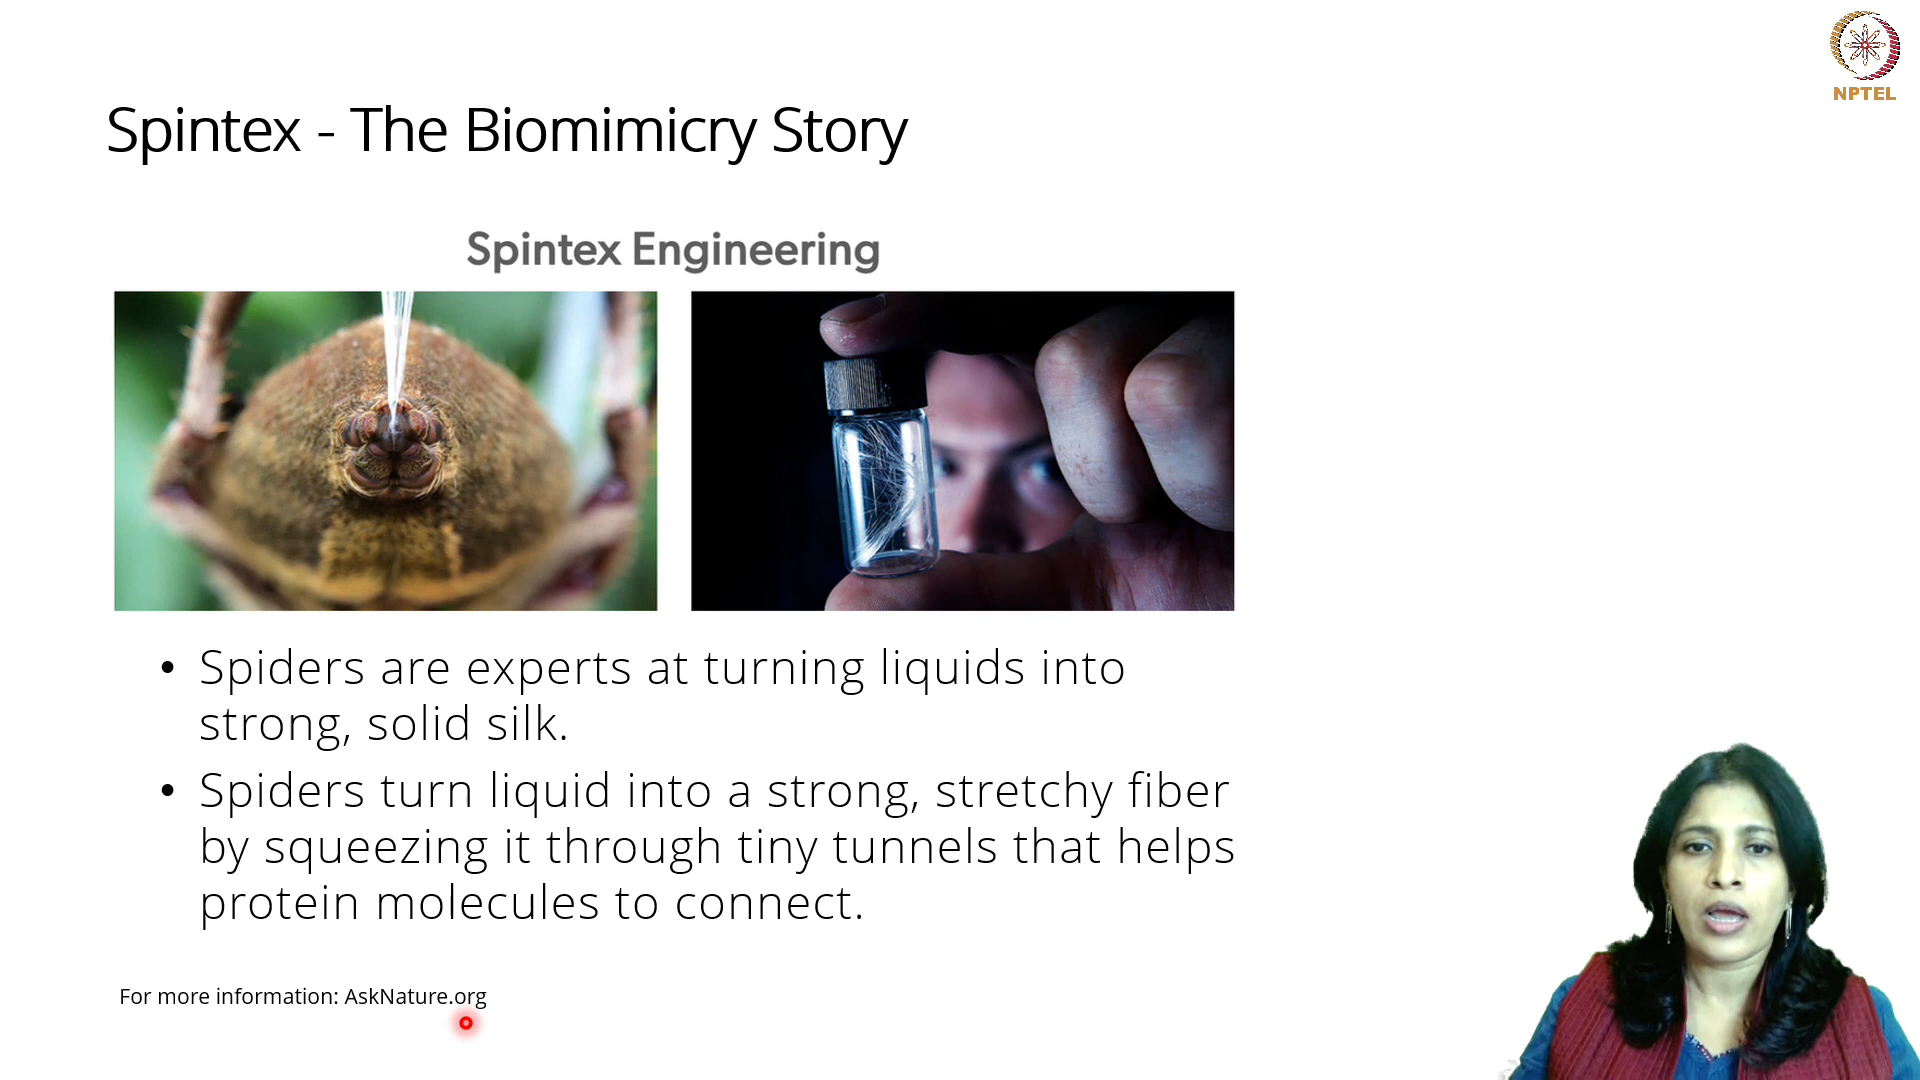 NPTEL
Spintex - The Biomimicry Story
Spintex Engineering
• Spiders are experts at turning liquids into
strong, solid silk.
• Spiders turn liquid into a strong, stretchy fiber
by squeezing it through tiny tunnels that helps
protein molecules to connect.
For more information: AskNature.org